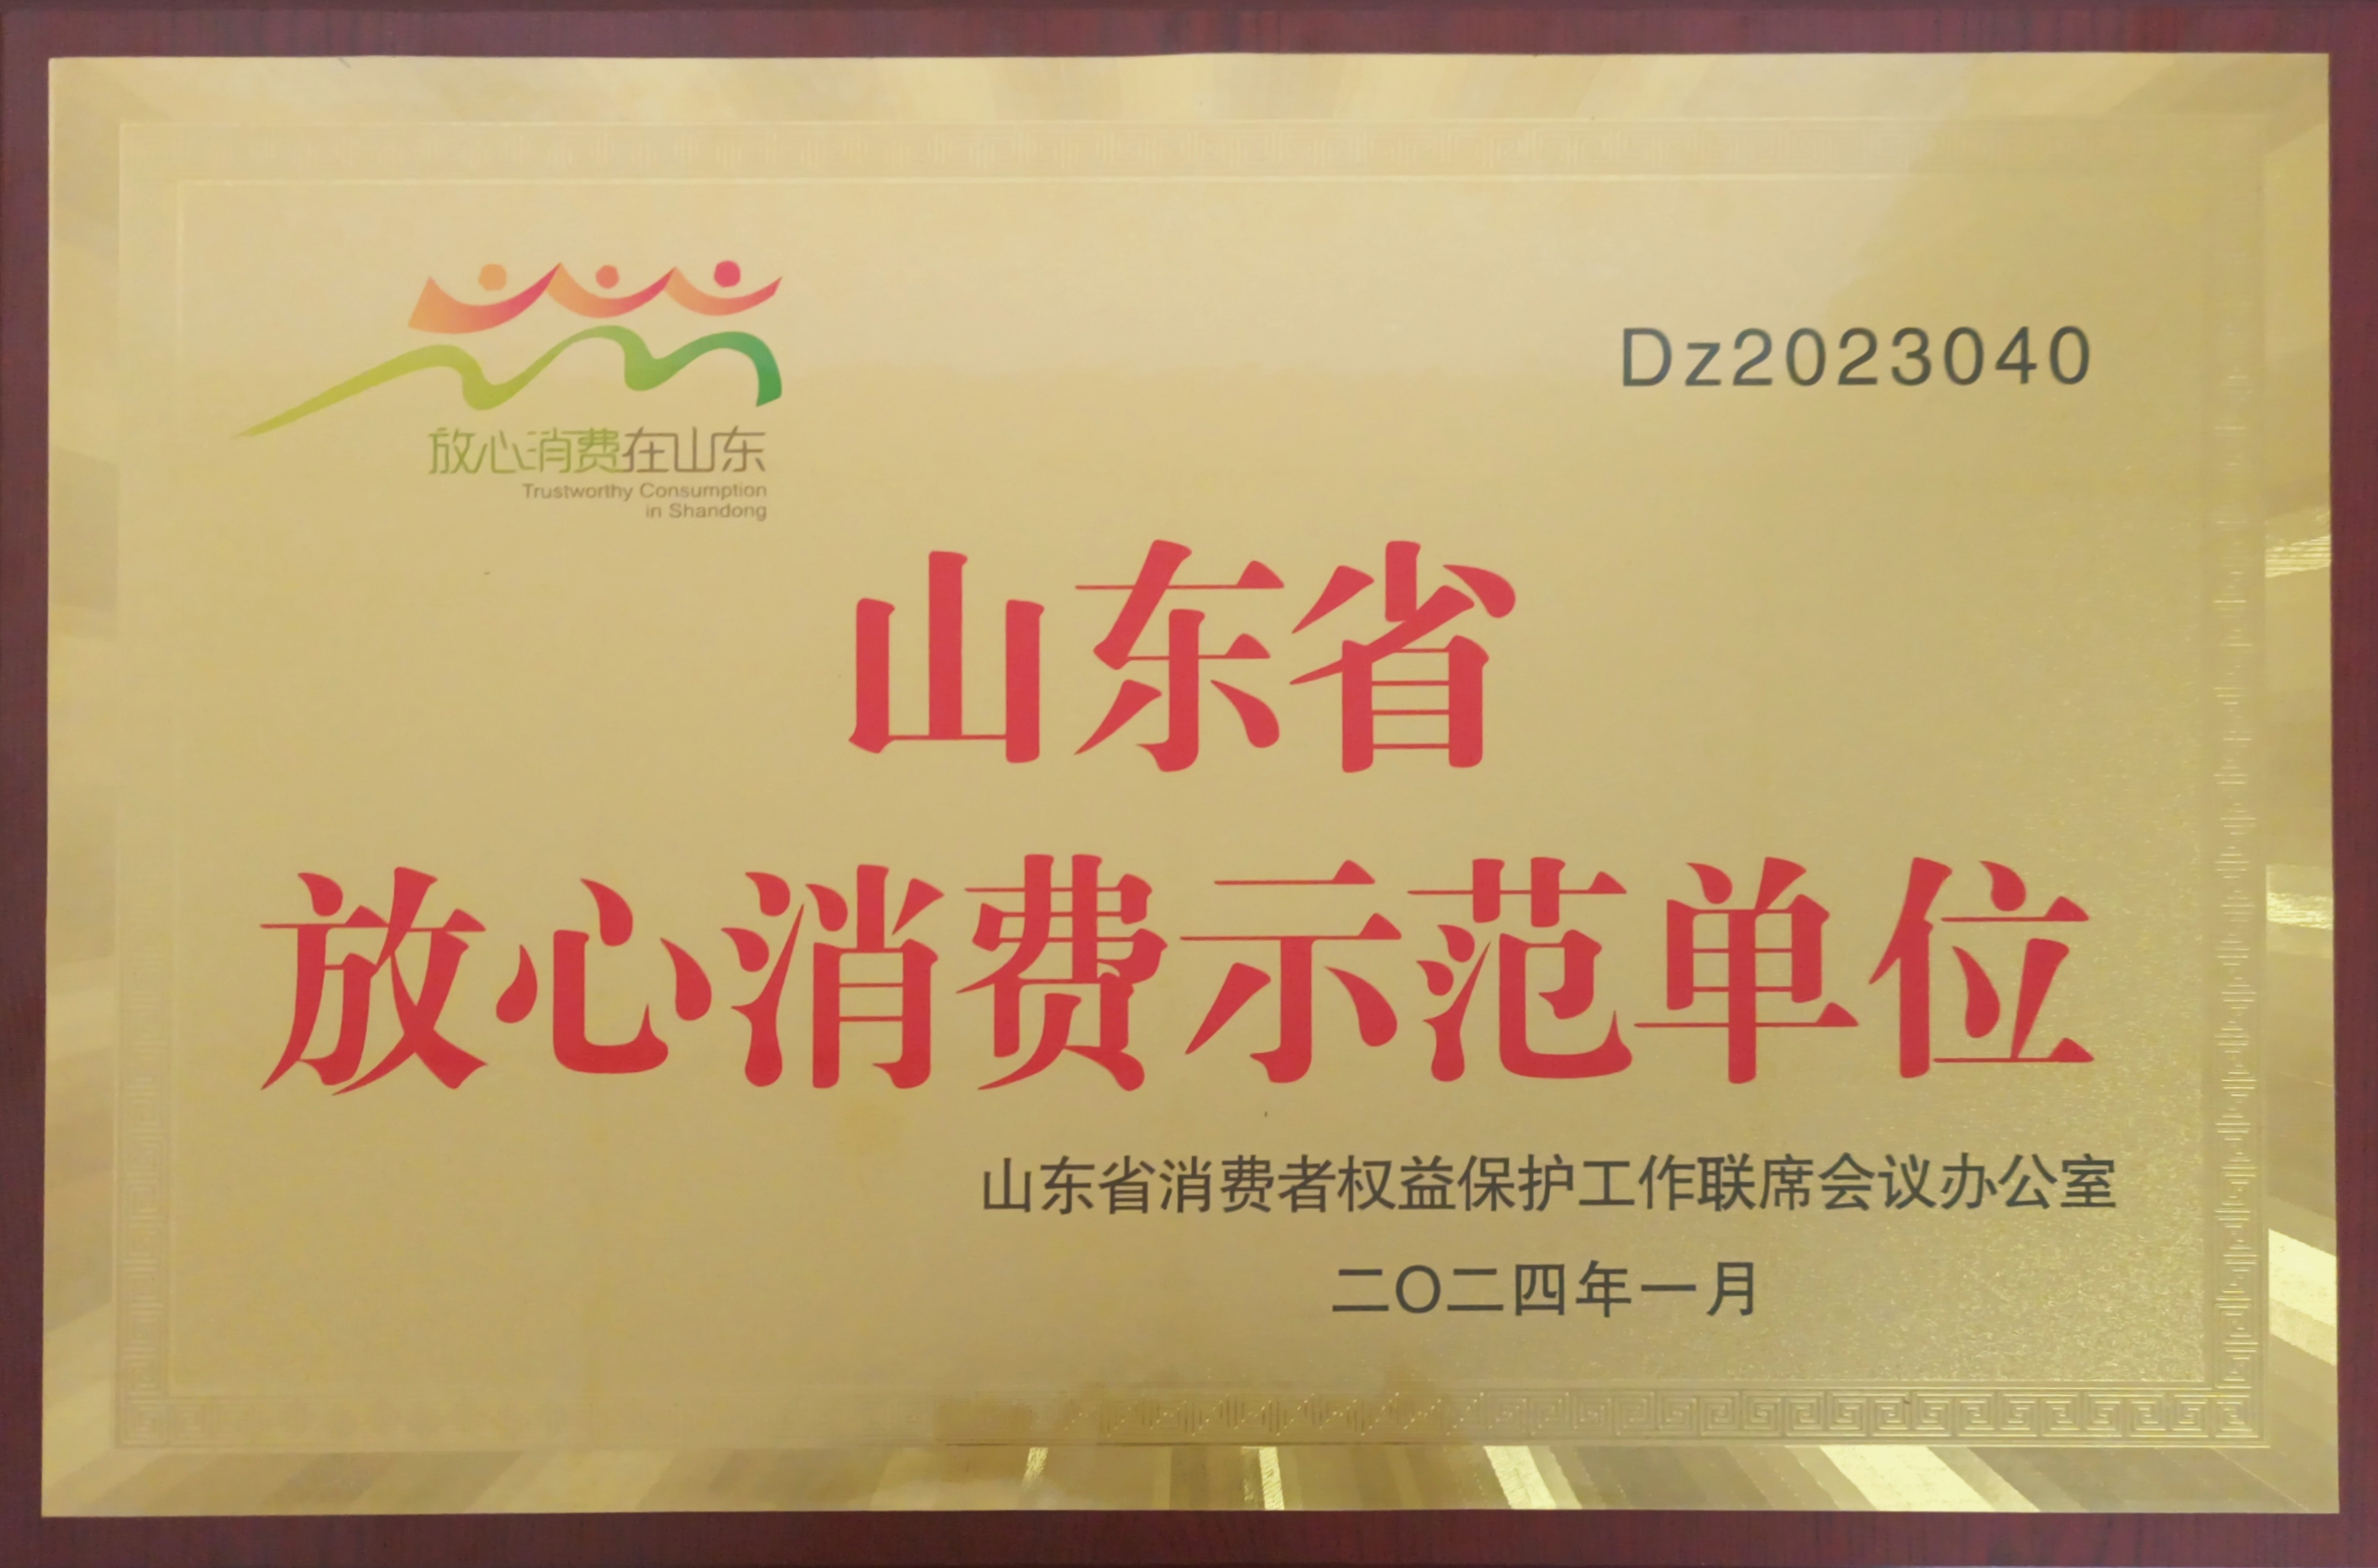 放心消费在山东
Trustworthy Consumption
in Shandong
Dz2023040
山东省
放心消费示范单位
山东省消费者权益保护工作联席会议办公室
二〇二四年一月